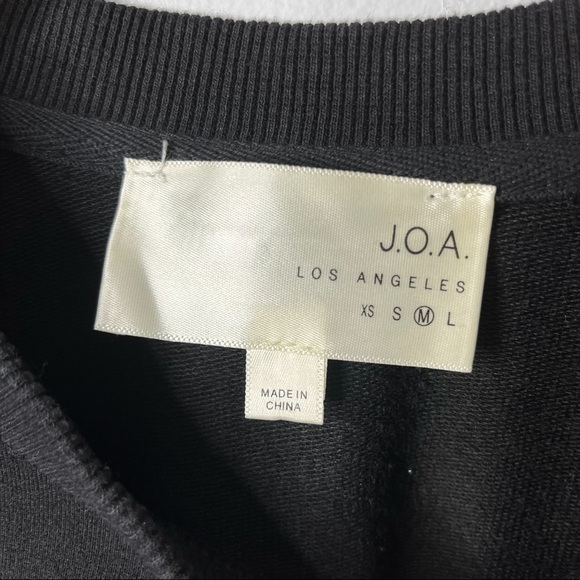 J.O.A.
LOS ANGELES
XS S M L
MADE IN
CHINA